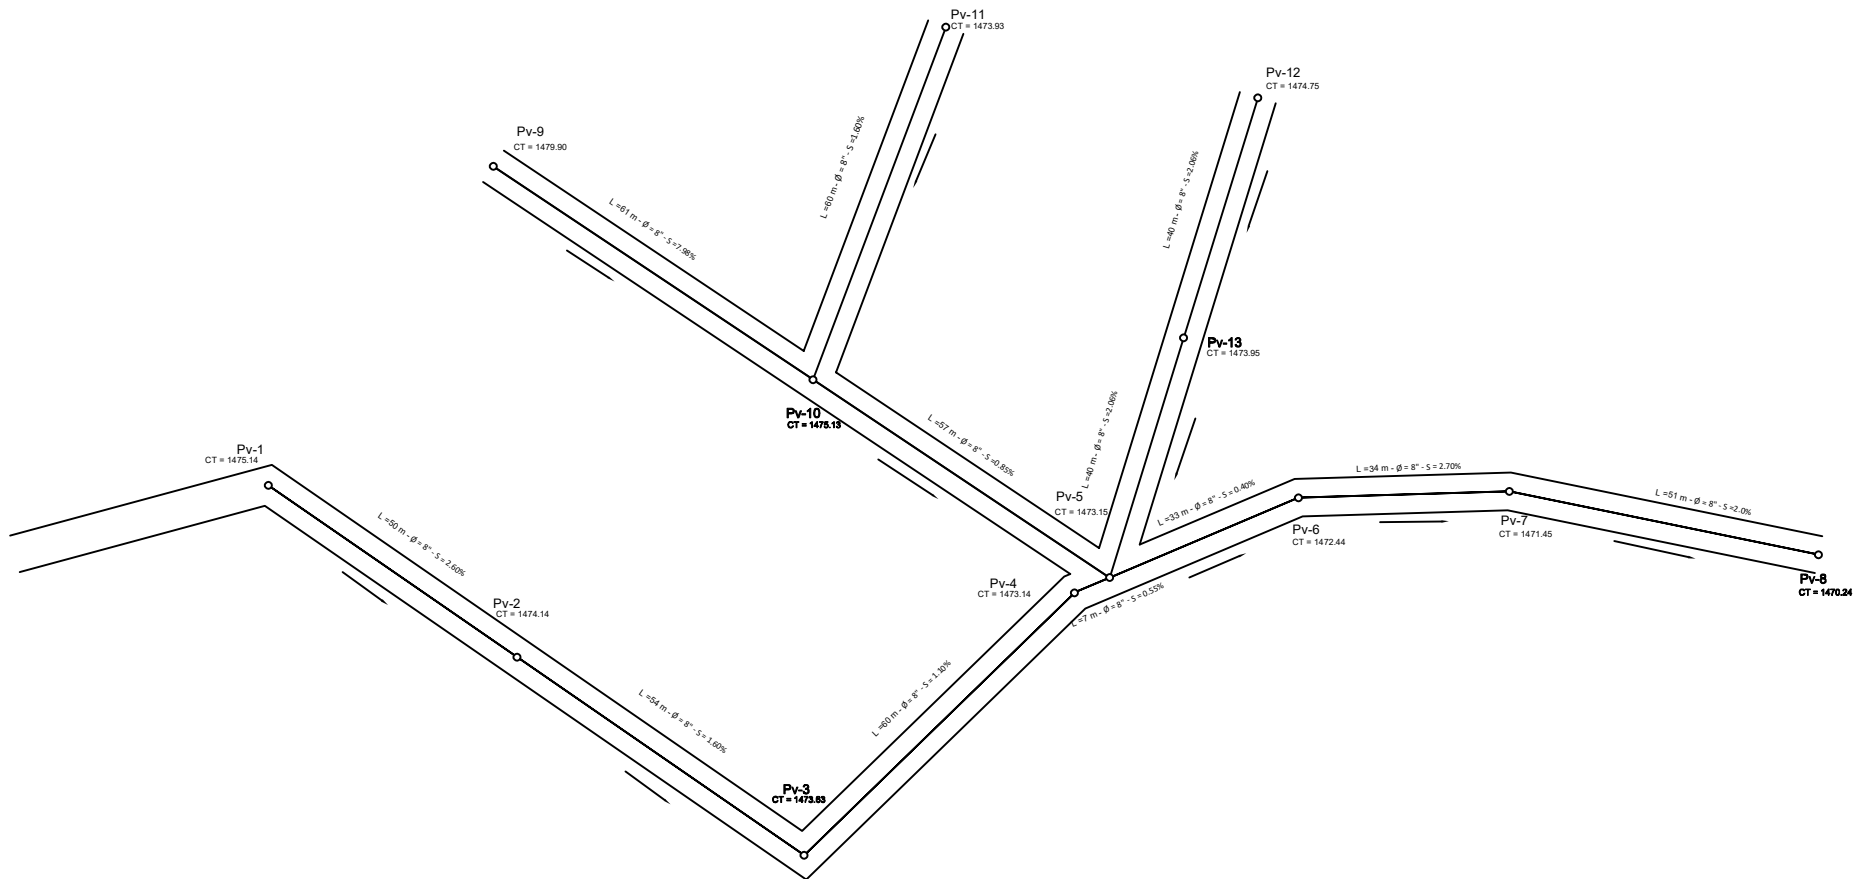 Pv-11
CT = 1473.93
Pv-12
CT = 1474.75
Pv-9
CT = 1479.90
L =60 m - Ø = 8" - S =1.60%
L =40 m - Ø = 8" - S =2.06%
L =61 m - Ø = 8" - S =7.98%
Pv-13
CT = 1473.95
Pv-10
CT = 1475.13
L =57 m - Ø = 8" - S =0.85%
L =40 m - Ø = 8" - S =2.06%
Pv-1
CT = 1475.14
Pv-5
CT = 1473.15
L =33 m - Ø = 8" - S = 0.40%
L =34 m - Ø = 8" - S = 2.70%
L =51 m - Ø = 8" - S =2.0%
Pv-6
CT = 1472.44
Pv-7
CT = 1471.45
L =50 m - Ø = 8" - S = 2.60%
Pv-4
CT = 1473.14
L =7 m - Ø = 8" - S = 0.55%
Pv-8
CT = 1470.24
Pv-2
CT = 1474.14
L =54 m - Ø = 8" - S = 1.60%
L =60 m - Ø = 8" - S = 1.10%
Pv-3